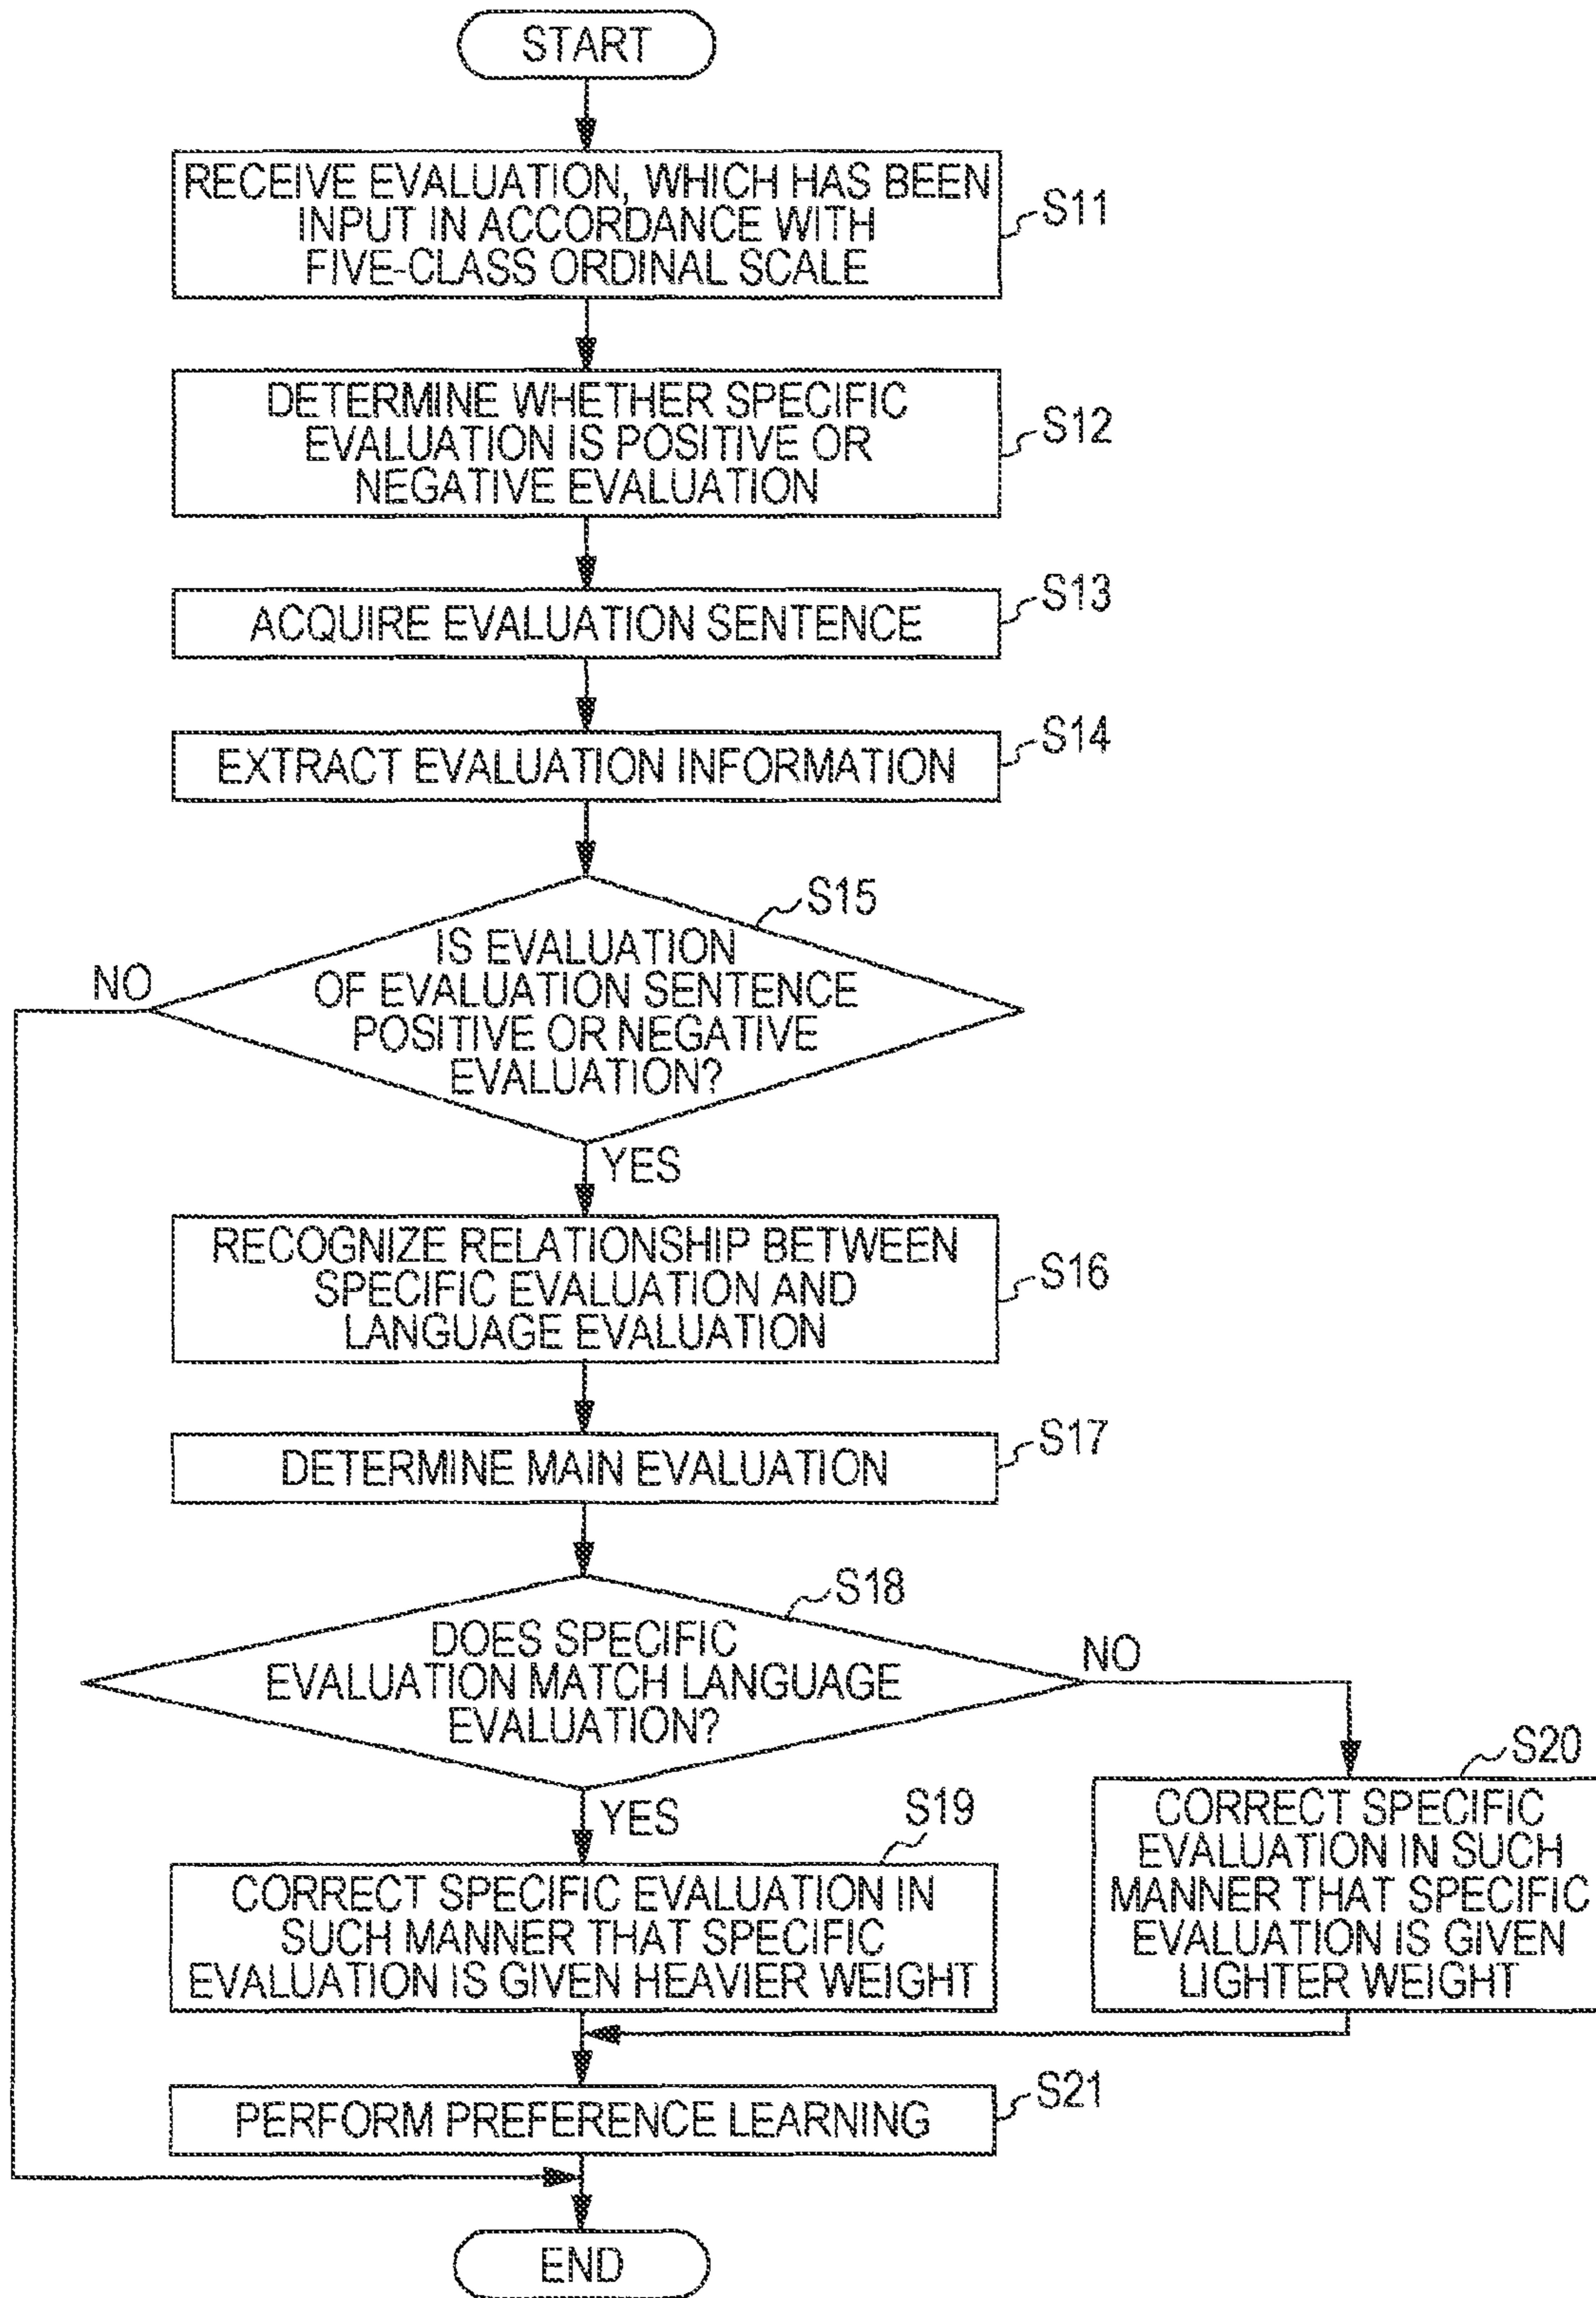 START
RECEIVE EVALUATION, WHICH HAS BEEN
INPUT IN ACCORDANCE WITH
FIVE-CLASS ORDINAL SCALE
S11
DETERMINE WHETHER SPECIFIC
EVALUATION IS POSITIVE OR
NEGATIVE EVALUATION
S12
ACQUIRE EVALUATION SENTENCE
S13
EXTRACT EVALUATION INFORMATION
S14
S15
IS EVALUATION
OF EVALUATION SENTENCE
POSITIVE OR NEGATIVE
EVALUATION?
NO
YES
RECOGNIZE RELATIONSHIP BETWEEN
SPECIFIC EVALUATION AND
LANGUAGE EVALUATION
S16
DETERMINE MAIN EVALUATION
S17
S18
DOES SPECIFIC
EVALUATION MATCH LANGUAGE
EVALUATION?
NO
YES
S19
CORRECT SPECIFIC EVALUATION IN
SUCH MANNER THAT SPECIFIC
EVALUATION IS GIVEN HEAVIER WEIGHT
S20
CORRECT SPECIFIC
EVALUATION IN SUCH
MANNER THAT SPECIFIC
EVALUATION IS GIVEN
LIGHTER WEIGHT
PERFORM PREFERENCE LEARNING
S21
END